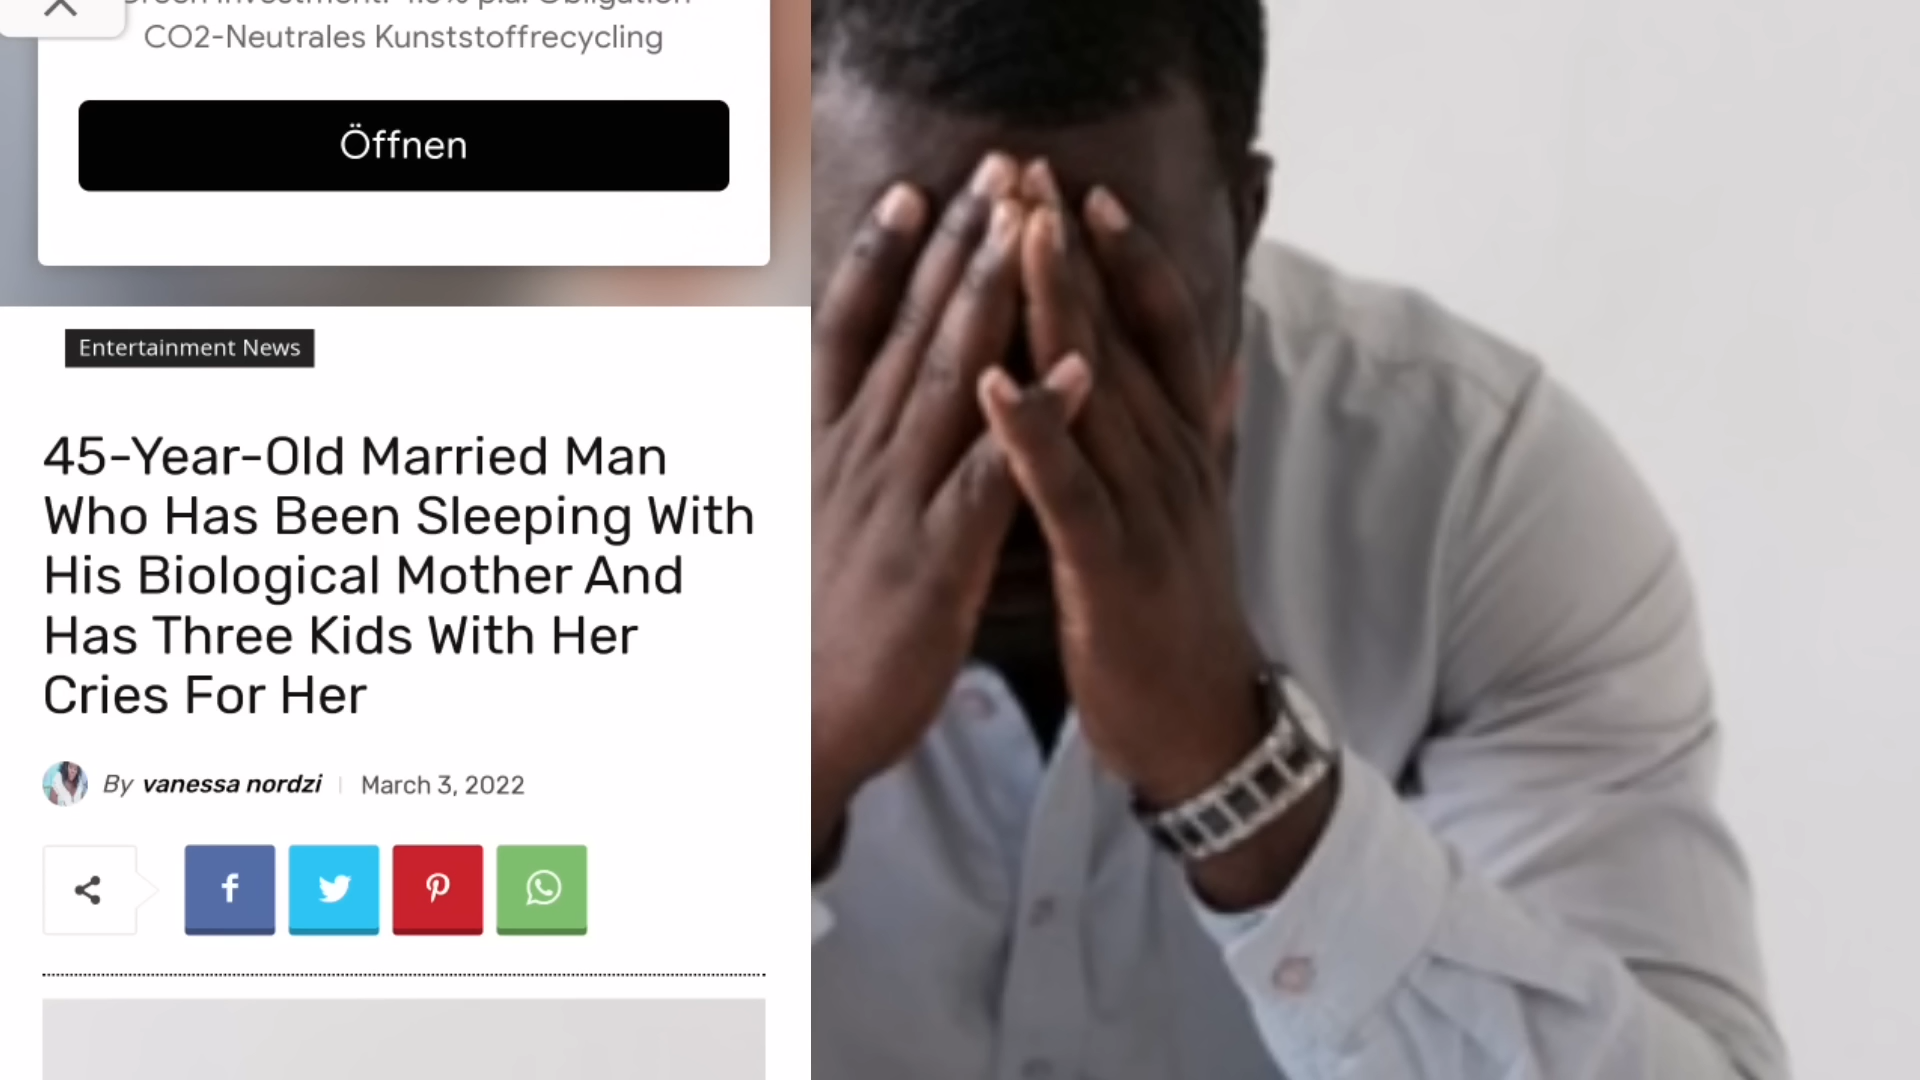 CO2-Neutrales Kunststoffrecycling
Öffnen
Entertainment News
45-Year-Old Married Man
Who Has Been Sleeping With
His Biological Mother And
Has Three Kids With Her
Cries For Her
By vanessa nordzi
March 3, 2022